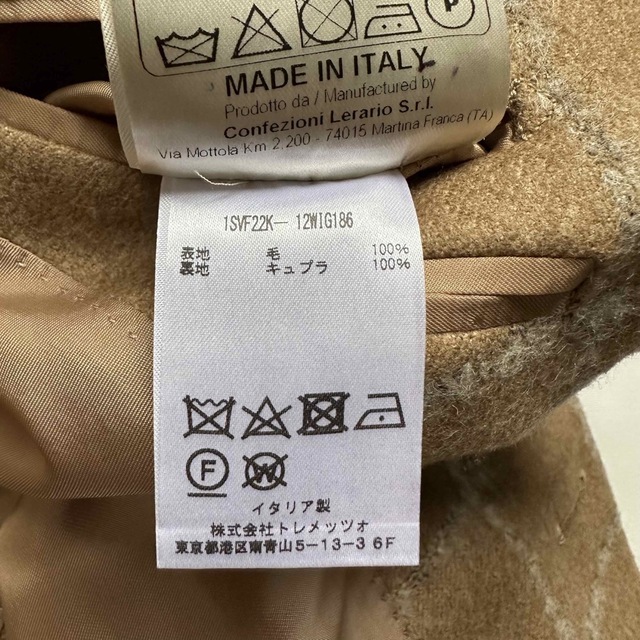 P
MADE IN ITALY
Prodotto da / Manufactured by
Confezioni Lerario S.r.l.
Via Mottola Km 2,200 - 74015 Martina Franca (TA)
1SVF22K- 12WIG186
表地 毛 100%
裏地 キュプラ 100%
F W
イタリア製
株式会社トレメッツォ
東京都港区南青山5-13-3 6F